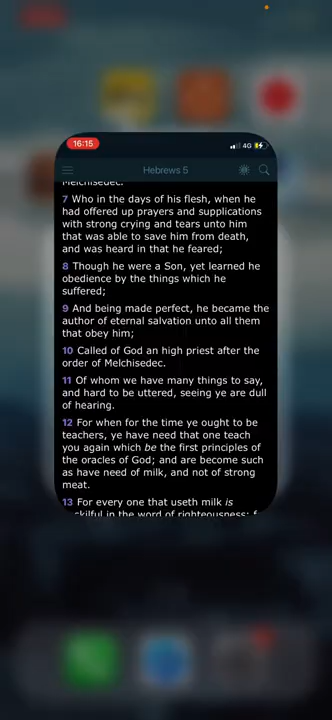 16:15
4G
Hebrews 5
Melchisedec.
7 Who in the days of his flesh, when he
had offered up prayers and supplications
with strong crying and tears unto him
that was able to save him from death,
and was heard in that he feared;
8 Though he were a Son, yet learned he
obedience by the things which he
suffered;
9 And being made perfect, he became the
author of eternal salvation unto all them
that obey him;
10 Called of God an high priest after the
order of Melchisedec.
11 Of whom we have many things to say,
and hard to be uttered, seeing ye are dull
of hearing.
12 For when for the time ye ought to be
teachers, ye have need that one teach
you again which be the first principles of
the oracles of God; and are become such
as have need of milk, and not of strong
meat.
13 For every one that useth milk is
in the word of righteousness: